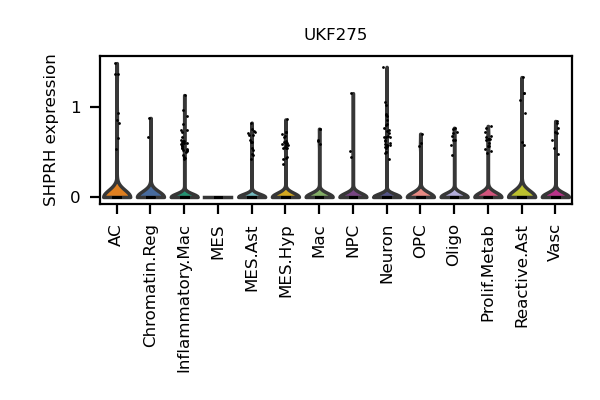 UKF275
SHPRH expression
1
0
AC
Chromatin.Reg
Inflammatory.Mac
MES
MES.Ast
MES.Hyp
Mac
NPC
Neuron
OPC
Oligo
Prolif.Metab
Reactive.Ast
Vasc